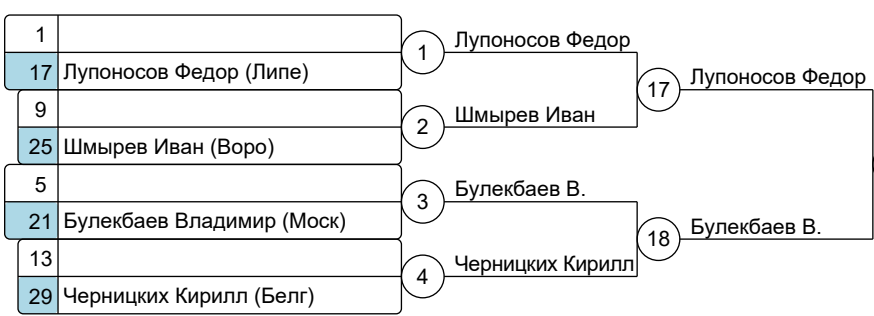 1
17 Лупоносов Федор (Липе)
9
25 Шмырев Иван (Воро)
5
21 Булекбаев Владимир (Моск)
13
29 Черницких Кирилл (Белг)
1 Лупоносов Федор
2 Шмырев Иван
3 Булекбаев В.
4 Черницких Кирилл
17 Лупоносов Федор
18 Булекбаев В.